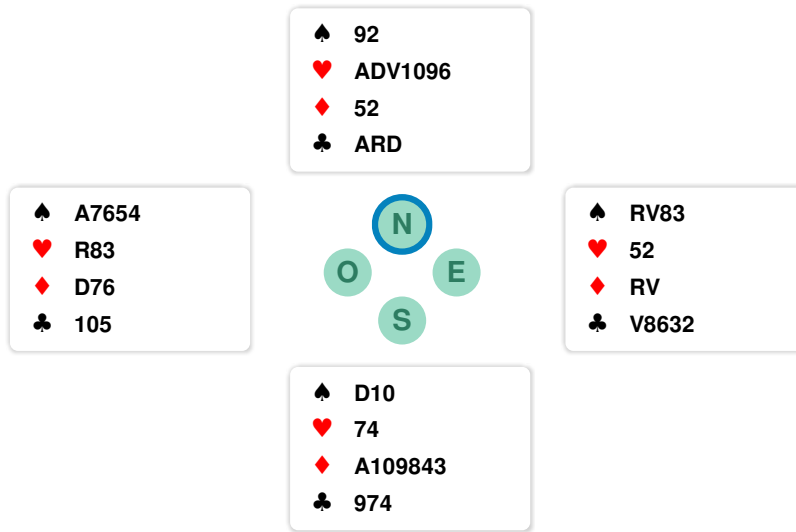 ♠ 92
♥ ADV1096
♦ 52
♣ ARD
♠ A7654
♥ R83
♦ D76
♣ 105
N
O
E
S
♠ RV83
♥ 52
♦ RV
♣ V8632
♠ D10
♥ 74
♦ A109843
♣ 974